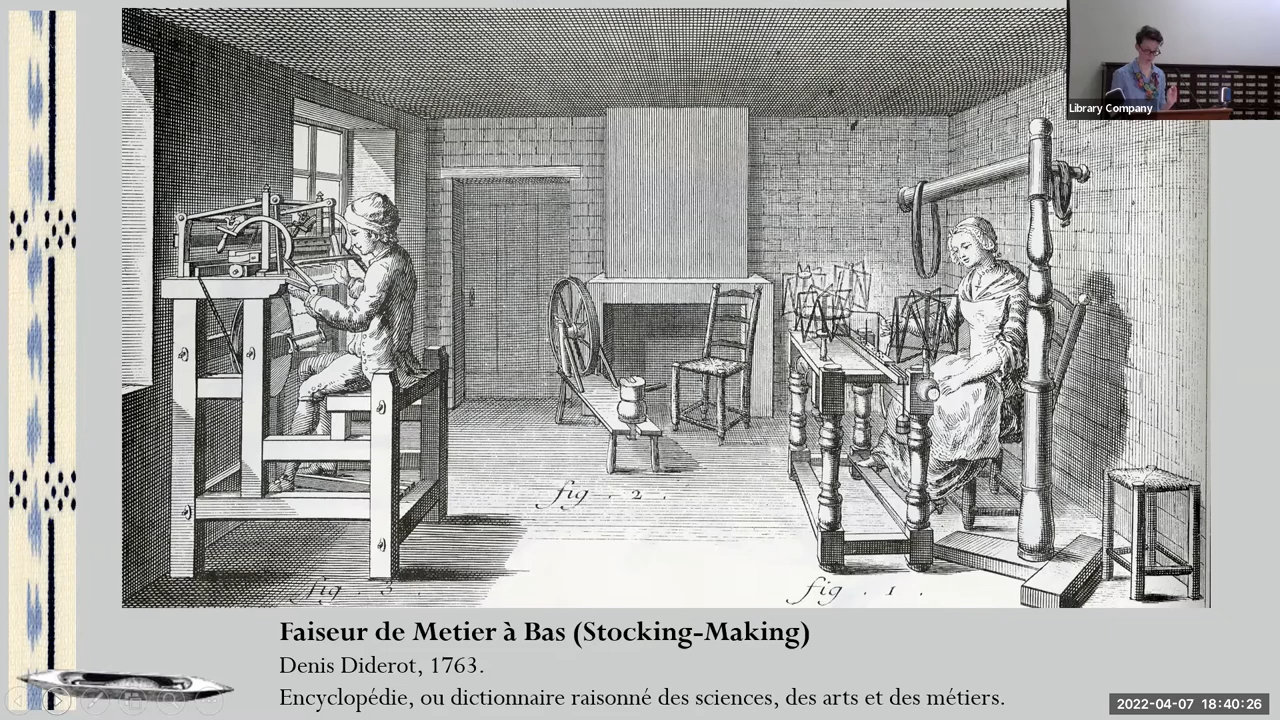 Library Company
fig. 2.
fig. 3.
fig. 1.
Faiseur de Metier à Bas (Stocking-Making)
Denis Diderot, 1763.
Encyclopédie, ou dictionnaire raisonné des sciences, des arts et des métiers.
2022-04-07 18:40:26